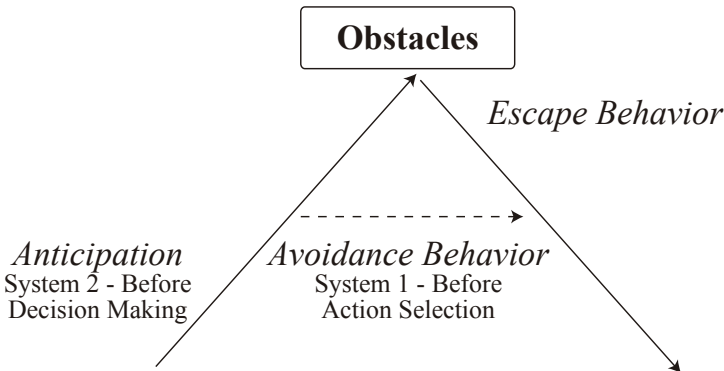 Obstacles
Escape Behavior
Anticipation
System 2 - Before
Decision Making
Avoidance Behavior
System 1 - Before
Action Selection